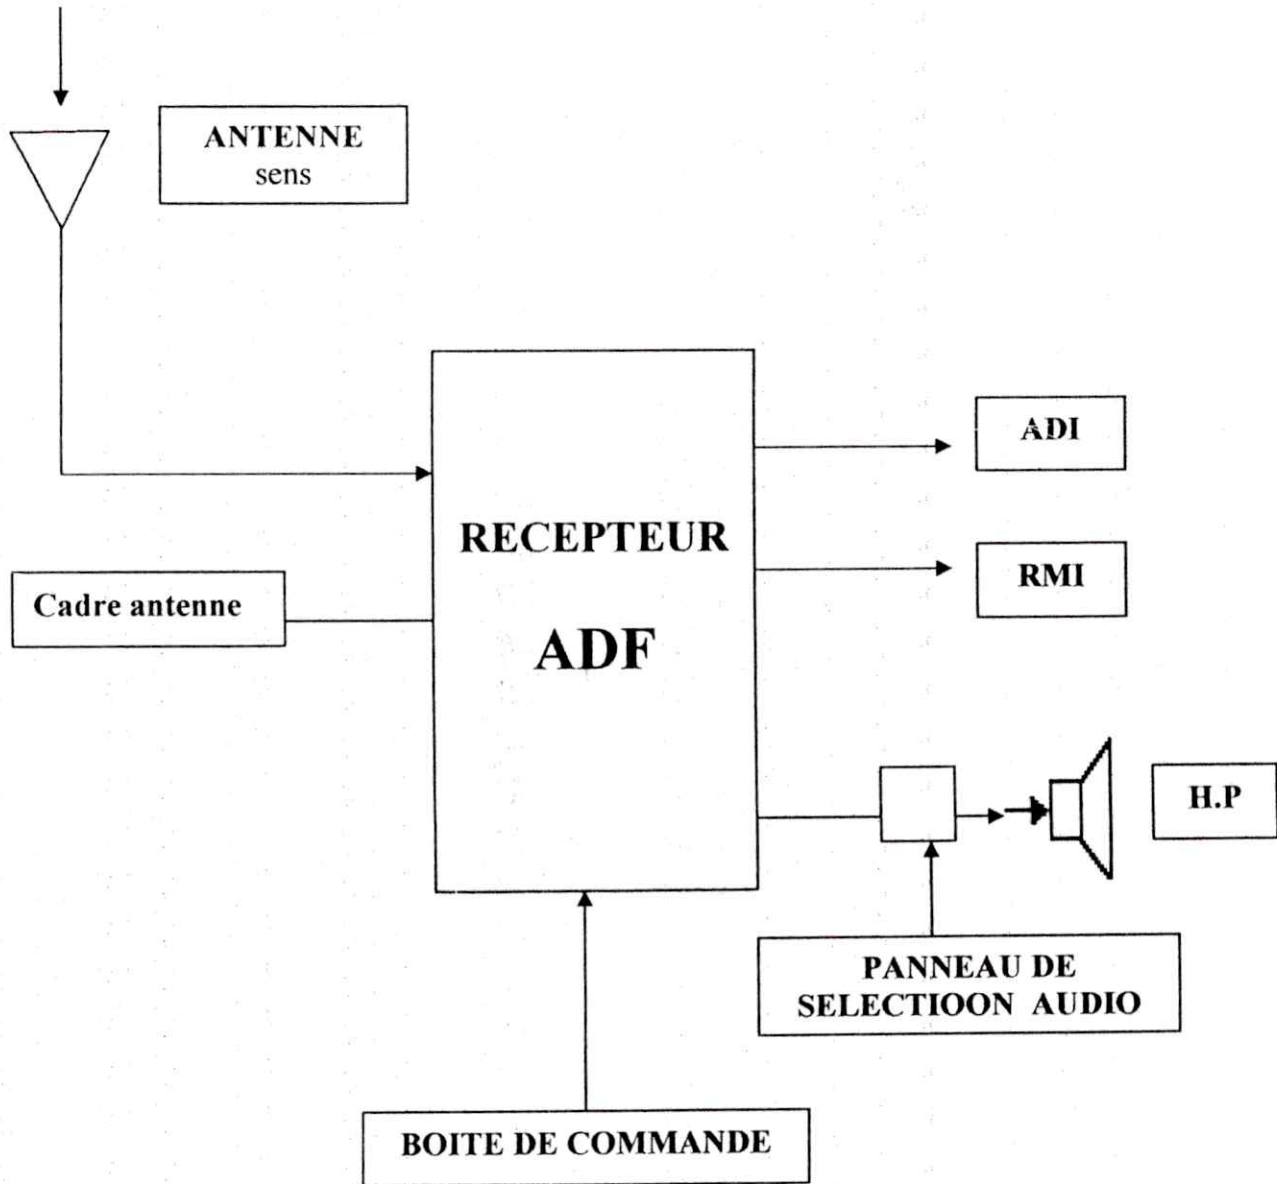 ANTENNE
sens
ADI
RECEPTEUR
ADF
RMI
Cadre antenne
H.P
PANNEAU DE
SELECTIOON AUDIO
BOITE DE COMMANDE